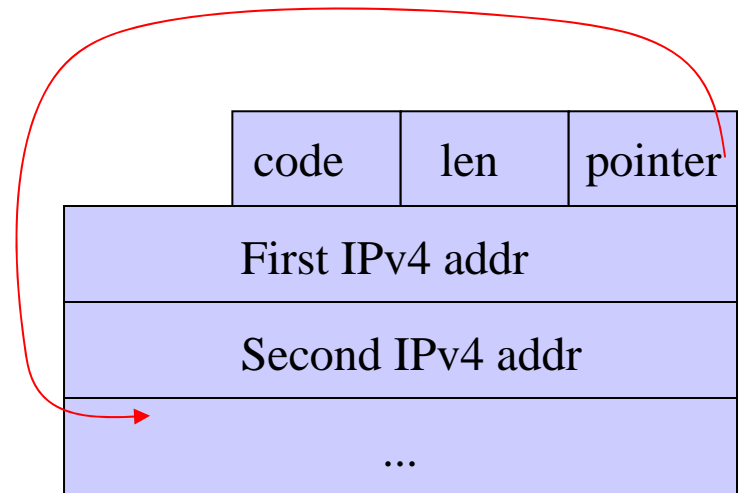 code len pointer
First IPv4 addr
Second IPv4 addr
...